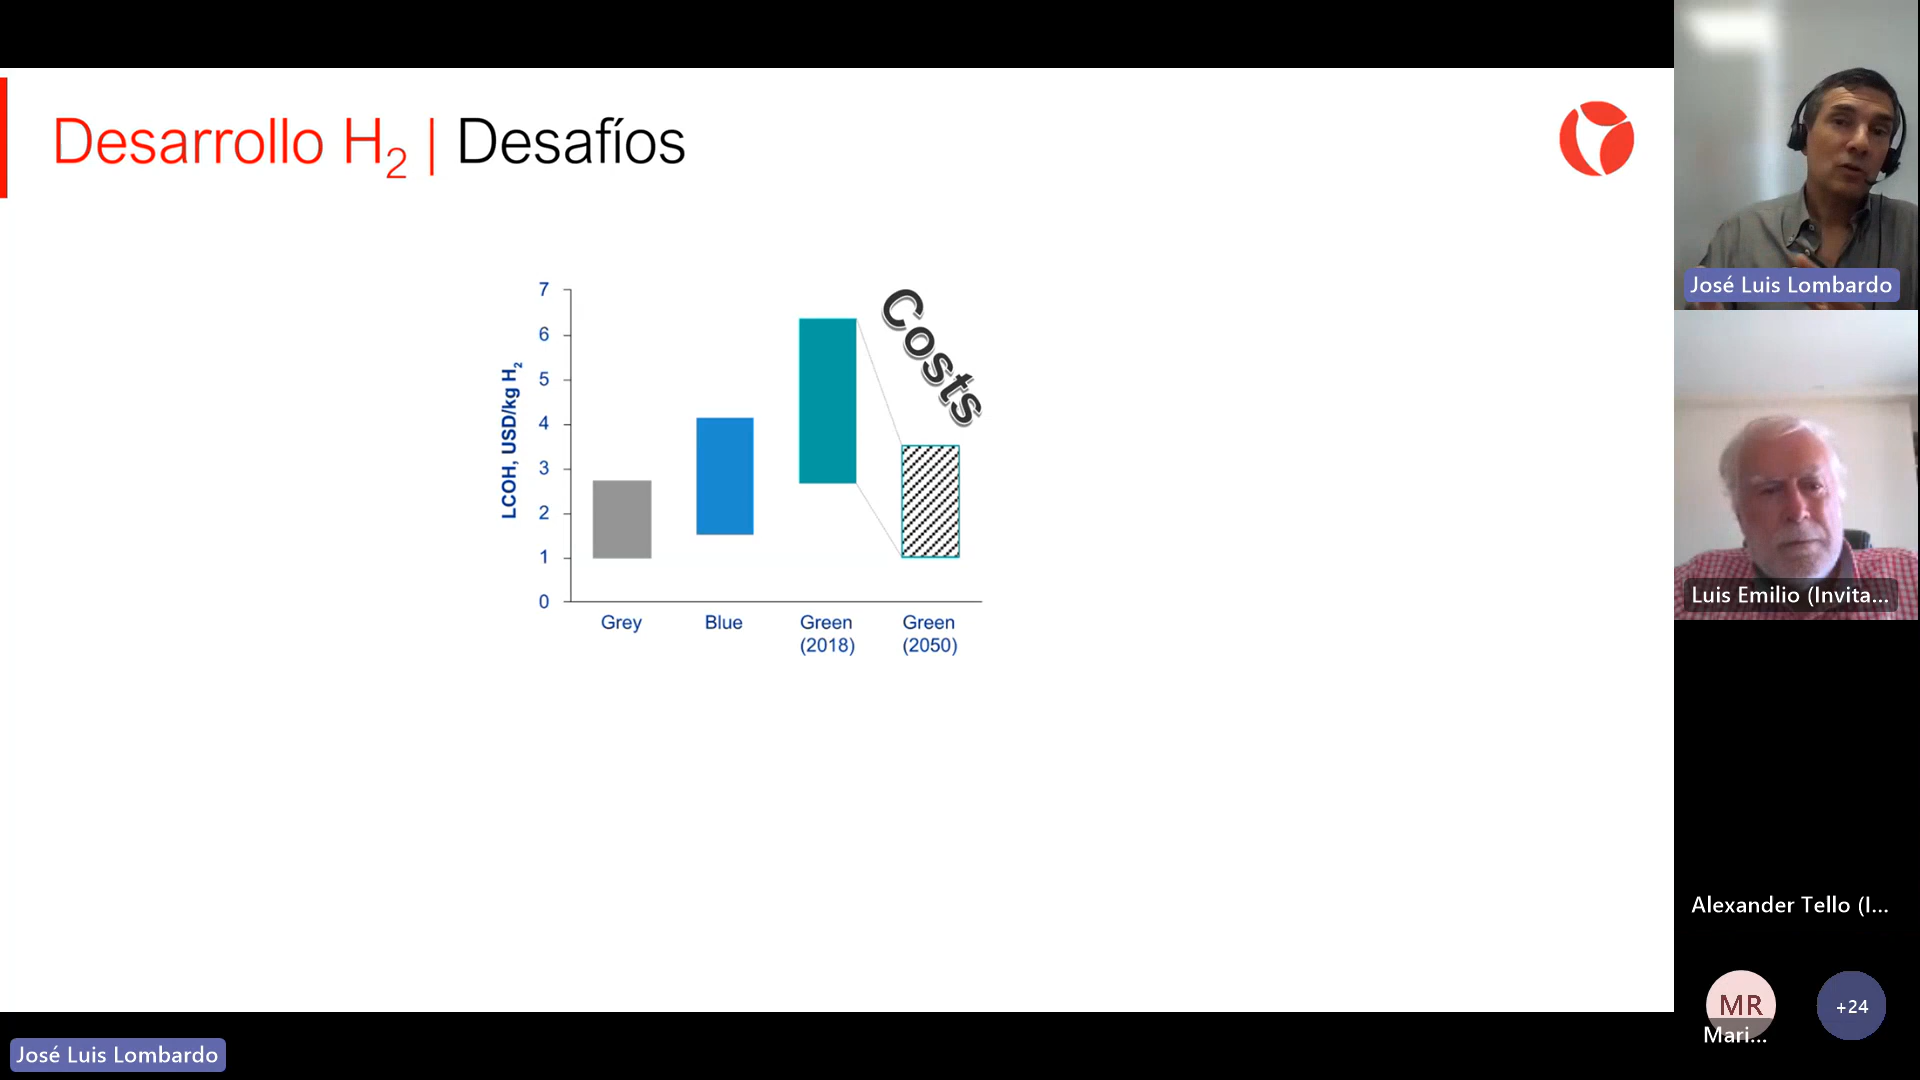 Desarrollo H₂ | Desafíos
Costs
LCOH, USD/kg H₂
7
6
5
4
3
2
1
0
Grey
Blue
Green
(2018)
Green
(2050)
José Luis Lombardo
Luis Emilio (Invita...
Alexander Tello (I...
MR
Mari...
+24
José Luis Lombardo